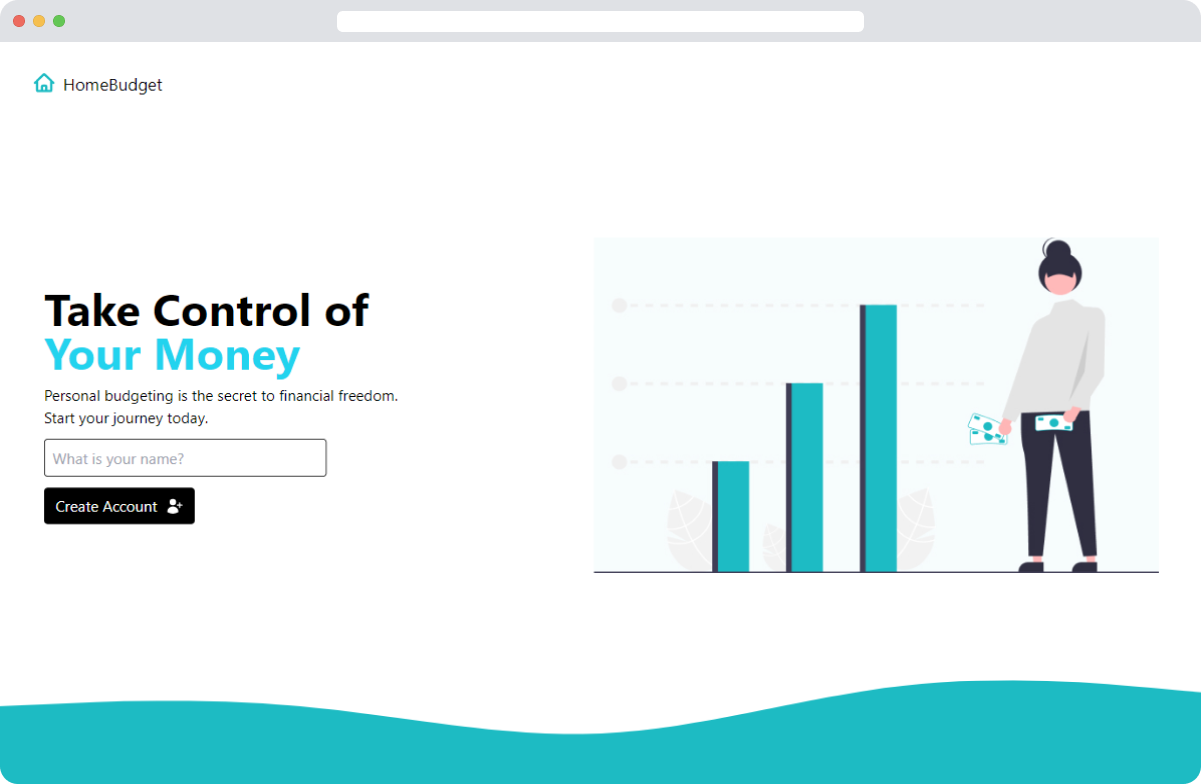 HomeBudget
Take Control of
Your Money
Personal budgeting is the secret to financial freedom.
Start your journey today.
What is your name?
Create Account